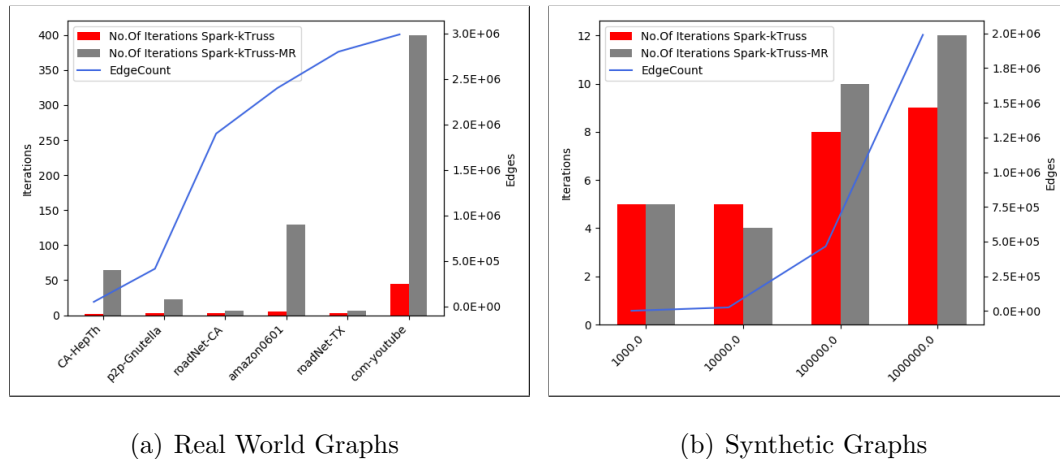 No.Of Iterations Spark-kTruss
No.Of Iterations Spark-kTruss-MR
EdgeCount
400
350
300
250
200
150
100
50
0
Iterations
3.0E+06
2.5E+06
2.0E+06
1.5E+06
1.0E+06
5.0E+05
0.0E+00
Edges
CA-HepTh
p2p-Gnutella
roadNet-CA
amazon0601
roadNet-TX
com-youtube
(a) Real World Graphs
No.Of Iterations Spark-kTruss
No.Of Iterations Spark-kTruss-MR
EdgeCount
12
10
8
6
4
2
0
Iterations
2.0E+06
1.8E+06
1.5E+06
1.2E+06
1.0E+06
7.5E+05
5.0E+05
2.5E+05
0.0E+00
Edges
1000.0
10000.0
100000.0
1000000.0
(b) Synthetic Graphs